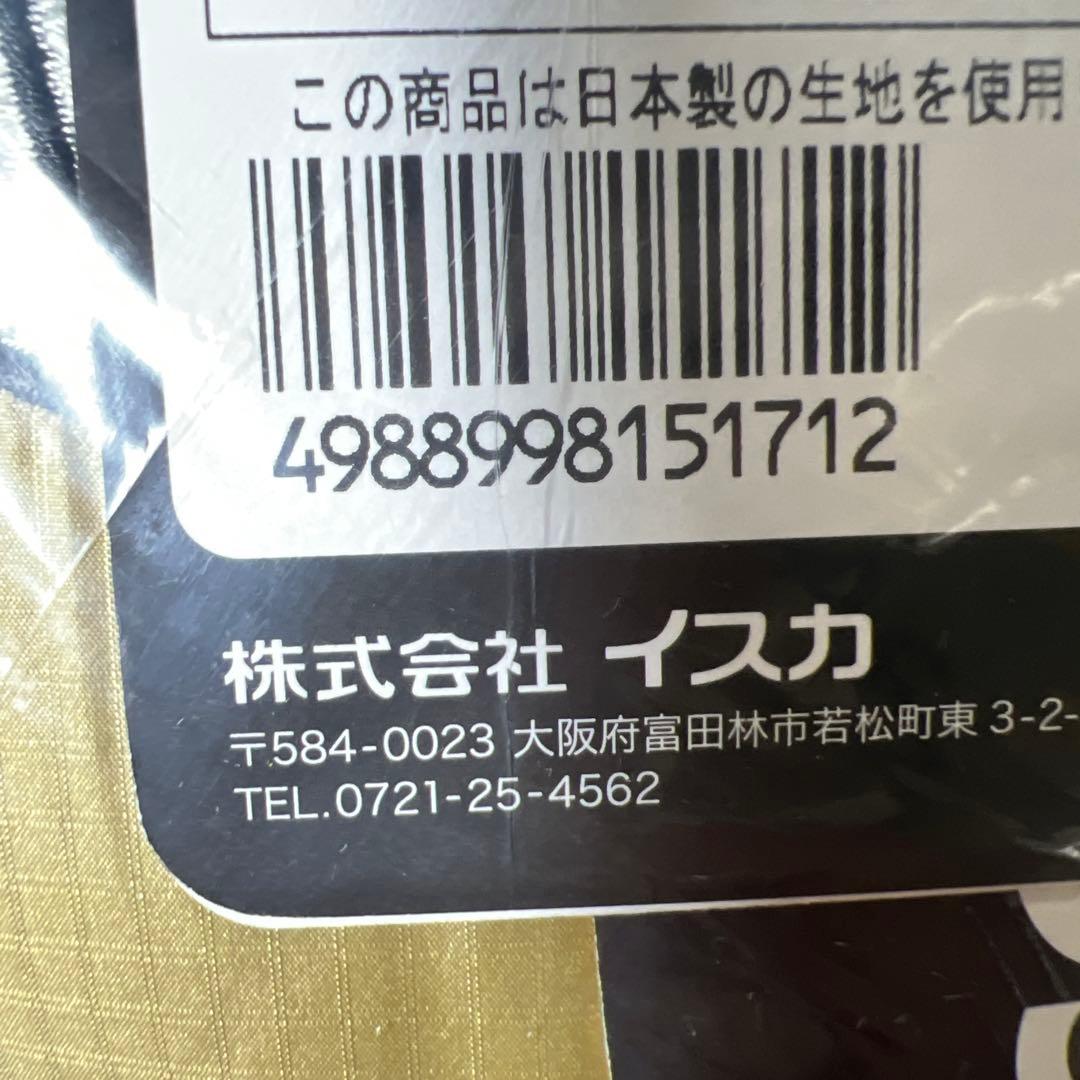 この商品は日本製の生地を使用
4988998151712
株式会社 イスカ
〒584-0023 大阪府富田林市若松町東3-2-
TEL.0721-25-4562